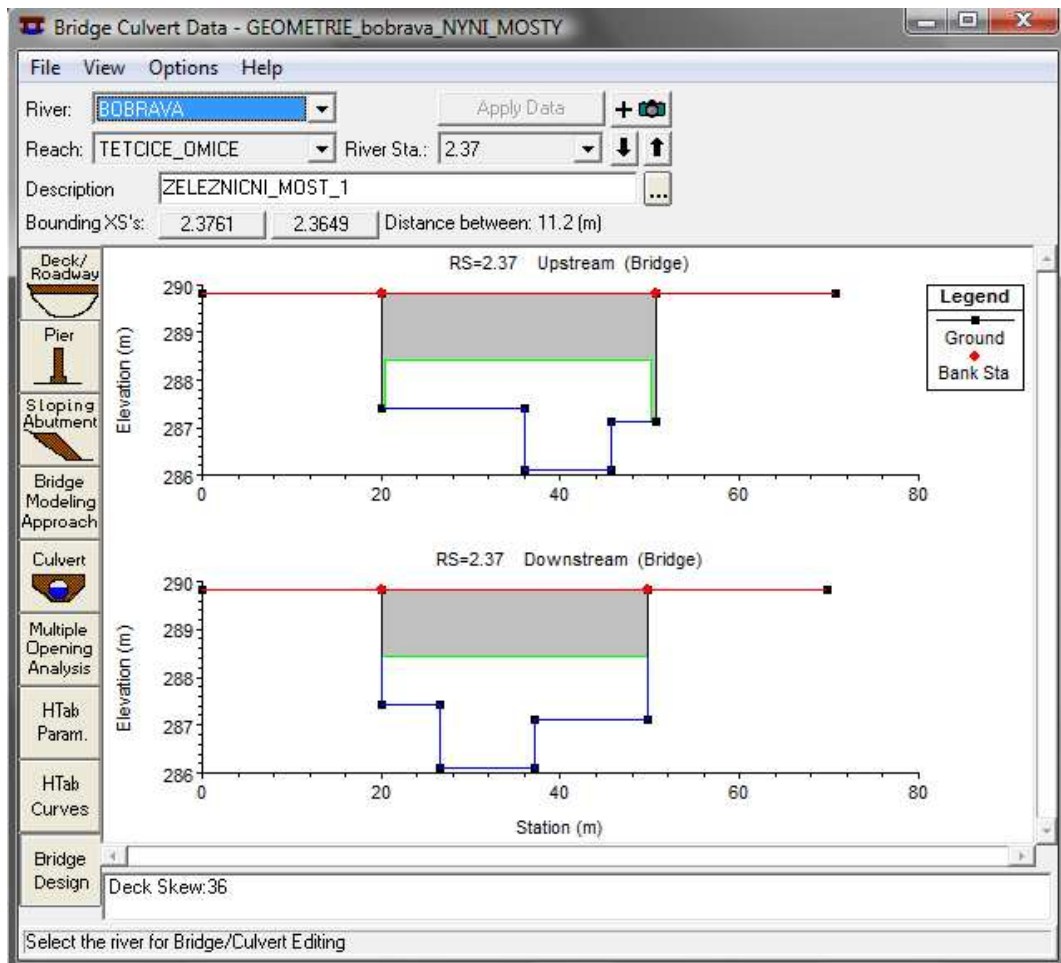 Bridge Culvert Data - GEOMETRIE_bobrava_NYNI_MOSTY
File View Options Help
River: BOBRAVA Apply Data +
Reach: TETCICE_OMICE River Sta.: 2.37
Description ZELEZNICNI_MOST_1 ...
Bounding XS's: 2.3761 2.3649 Distance between: 11.2 (m)
Deck/
Roadway
Pier
Sloping
Abutment
Bridge
Modeling
Approach
Culvert
Multiple
Opening
Analysis
HTab
Param.
HTab
Curves
Bridge
Design
RS=2.37 Upstream (Bridge)
290
289
288
287
286
Elevation (m)
0 20 40 60 80
Legend
Ground
Bank Sta
RS=2.37 Downstream (Bridge)
290
289
288
287
286
Elevation (m)
0 20 40 60 80
Station (m)
Deck Skew:36
Select the river for Bridge/Culvert Editing